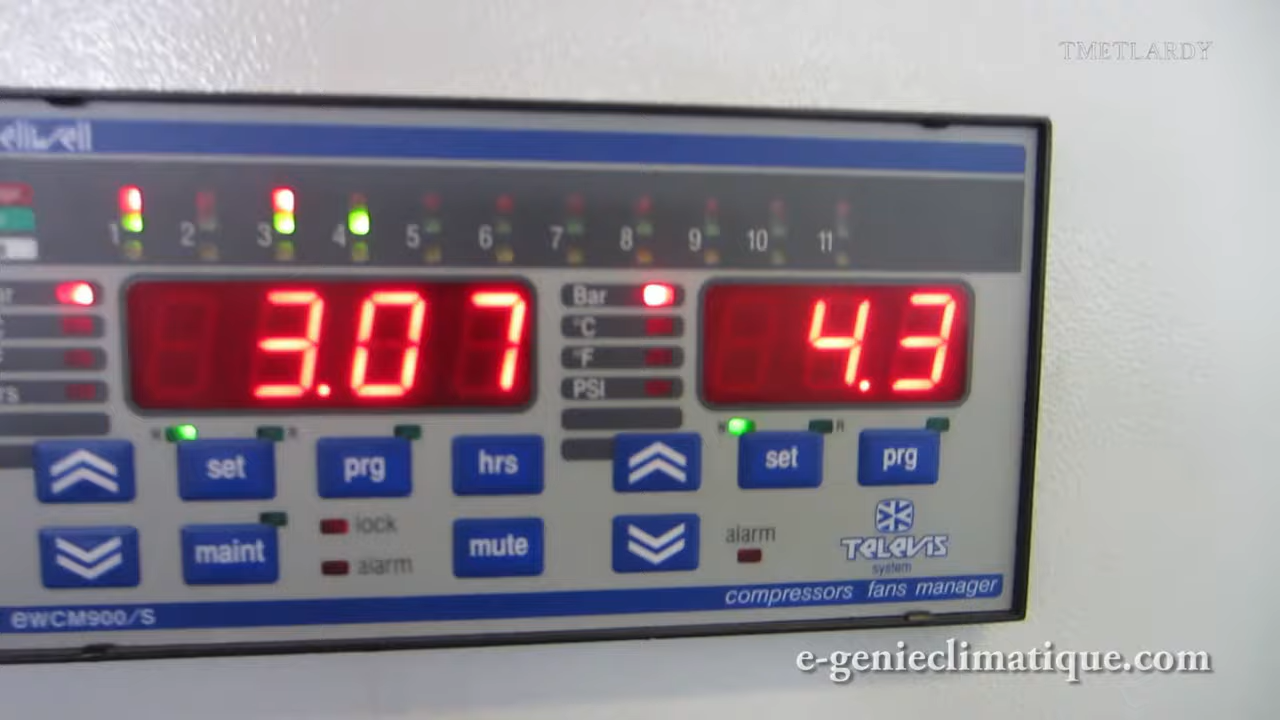 TMETLARDY
eliwell
1 2 3 4 5 6 7 8 9 10 11
3.07
Bar
°C
°F
PSI
4.3
set
prg
hrs
set
prg
maint
lock
alarm
mute
alarm
TELEVIS
system
compressors fans manager
EWCM900/S
e-genieclimatique.com